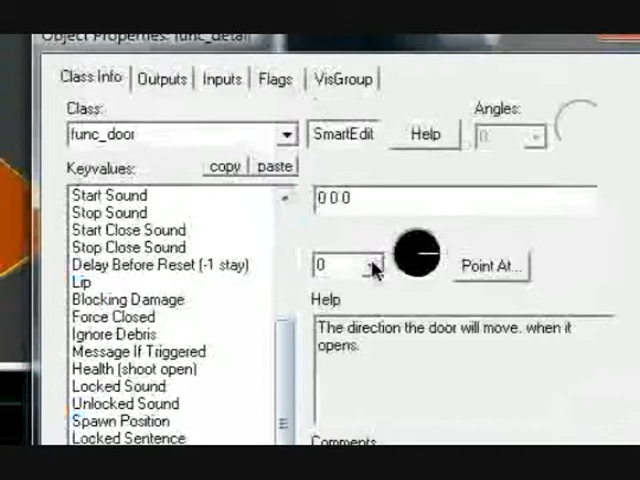 Object Properties: func_detail
Class Info
Outputs
Inputs
Flags
VisGroup
Class:
func_door
SmartEdit
Help
Angles:
0
Keyvalues:
copy
paste
Start Sound
Stop Sound
Start Close Sound
Stop Close Sound
Delay Before Reset (-1 stay)
Lip
Blocking Damage
Force Closed
Ignore Debris
Message If Triggered
Health (shoot open)
Locked Sound
Unlocked Sound
Spawn Position
Locked Sentence
0 0 0
0
Point At...
Help
The direction the door will move, when it
opens.
Comments